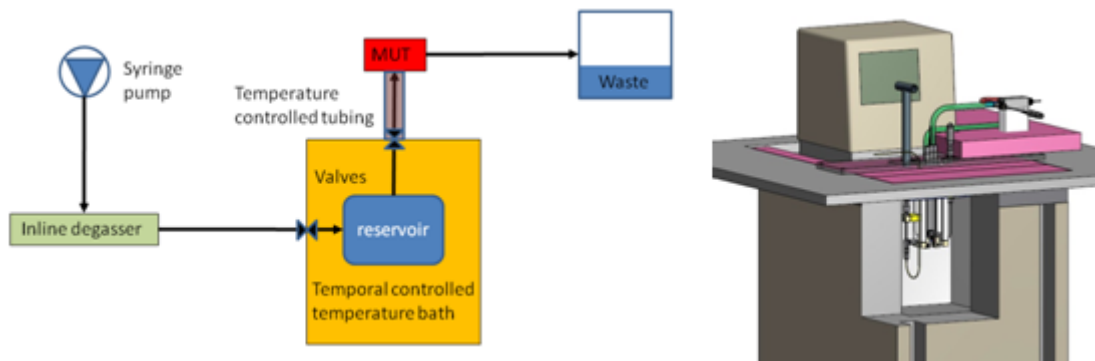 Syringe
pump
MUT
Waste
Temperature
controlled tubing
Valves
Inline degasser
reservoir
Temporal controlled
temperature bath